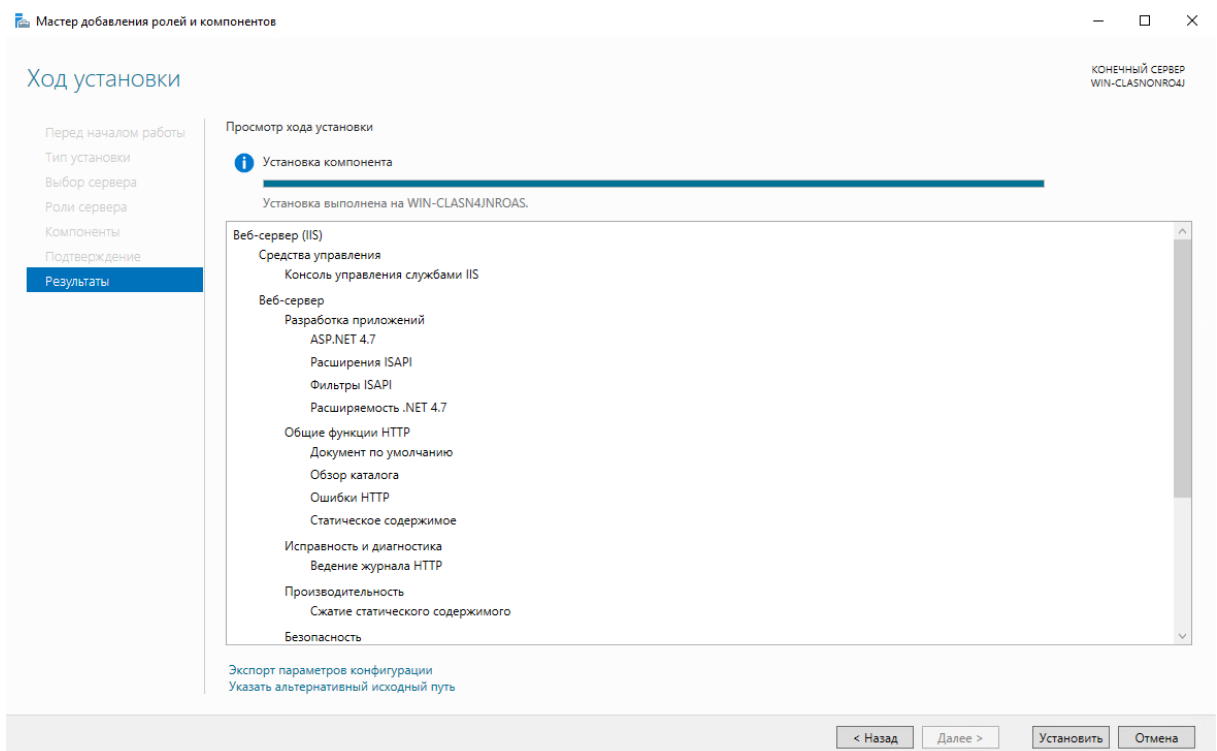 Мастер добавления ролей и компонентов
Ход установки
КОНЕЧНЫЙ СЕРВЕР
WIN-CLASNONRO4J
Перед началом работы
Тип установки
Выбор сервера
Роли сервера
Компоненты
Подтверждение
Результаты
Просмотр хода установки
Установка компонента
Установка выполнена на WIN-CLASN4JNROAS.
Веб-сервер (IIS)
Средства управления
Консоль управления службами IIS
Веб-сервер
Разработка приложений
ASP.NET 4.7
Расширения ISAPI
Фильтры ISAPI
Расширяемость .NET 4.7
Общие функции HTTP
Документ по умолчанию
Обзор каталога
Ошибки HTTP
Статическое содержимое
Исправность и диагностика
Ведение журнала HTTP
Производительность
Сжатие статического содержимого
Безопасность
Экспорт параметров конфигурации
Указать альтернативный исходный путь
< Назад Далее > Установить Отмена